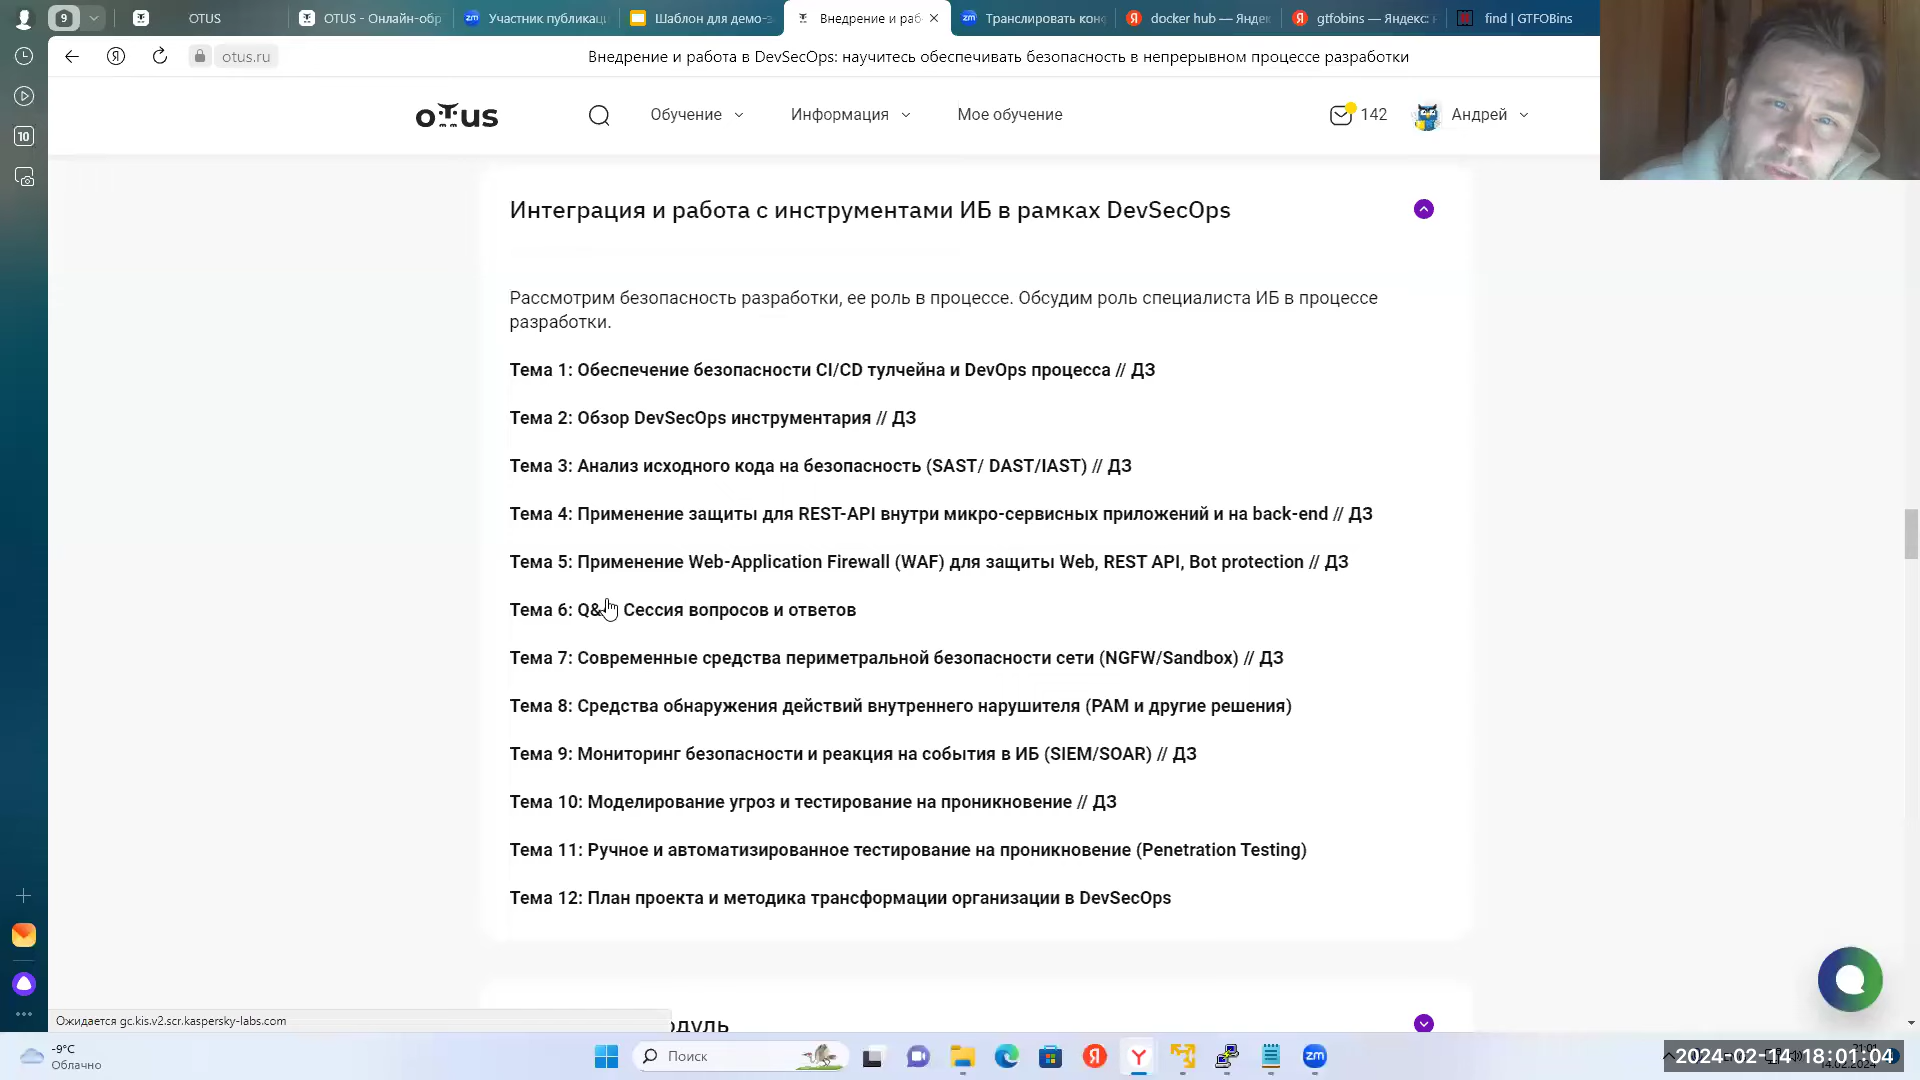 9
OTUS
OTUS - Онлайн-обр
Участник публикац
Шаблон для демо-з
Внедрение и раб
Транслировать кон
docker hub — Яндек
gtfobins — Яндекс: н
find | GTFOBins
10
otus.ru
Внедрение и работа в DevSecOps: научитесь обеспечивать безопасность в непрерывном процессе разработки
OTUS
Обучение
Информация
Мое обучение
142
Андрей
Интеграция и работа с инструментами ИБ в рамках DevSecOps
Рассмотрим безопасность разработки, ее роль в процессе. Обсудим роль специалиста ИБ в процессе
разработки.
Тема 1: Обеспечение безопасности CI/CD тулчейна и DevOps процесса // ДЗ
Тема 2: Обзор DevSecOps инструментария // ДЗ
Тема 3: Анализ исходного кода на безопасность (SAST/ DAST/IAST) // ДЗ
Тема 4: Применение защиты для REST-API внутри микро-сервисных приложений и на back-end // ДЗ
Тема 5: Применение Web-Application Firewall (WAF) для защиты Web, REST API, Bot protection // ДЗ
Тема 6: Q& Сессия вопросов и ответов
Тема 7: Современные средства периметральной безопасности сети (NGFW/Sandbox) // ДЗ
Тема 8: Средства обнаружения действий внутреннего нарушителя (PAM и другие решения)
Тема 9: Мониторинг безопасности и реакция на события в ИБ (SIEM/SOAR) // ДЗ
Тема 10: Моделирование угроз и тестирование на проникновение // ДЗ
Тема 11: Ручное и автоматизированное тестирование на проникновение (Penetration Testing)
Тема 12: План проекта и методика трансформации организации в DevSecOps
Ожидается gc.kis.v2.scr.kaspersky-labs.com
одуль
-9°C
Облачно
Поиск
2024-02-14 18:01:04